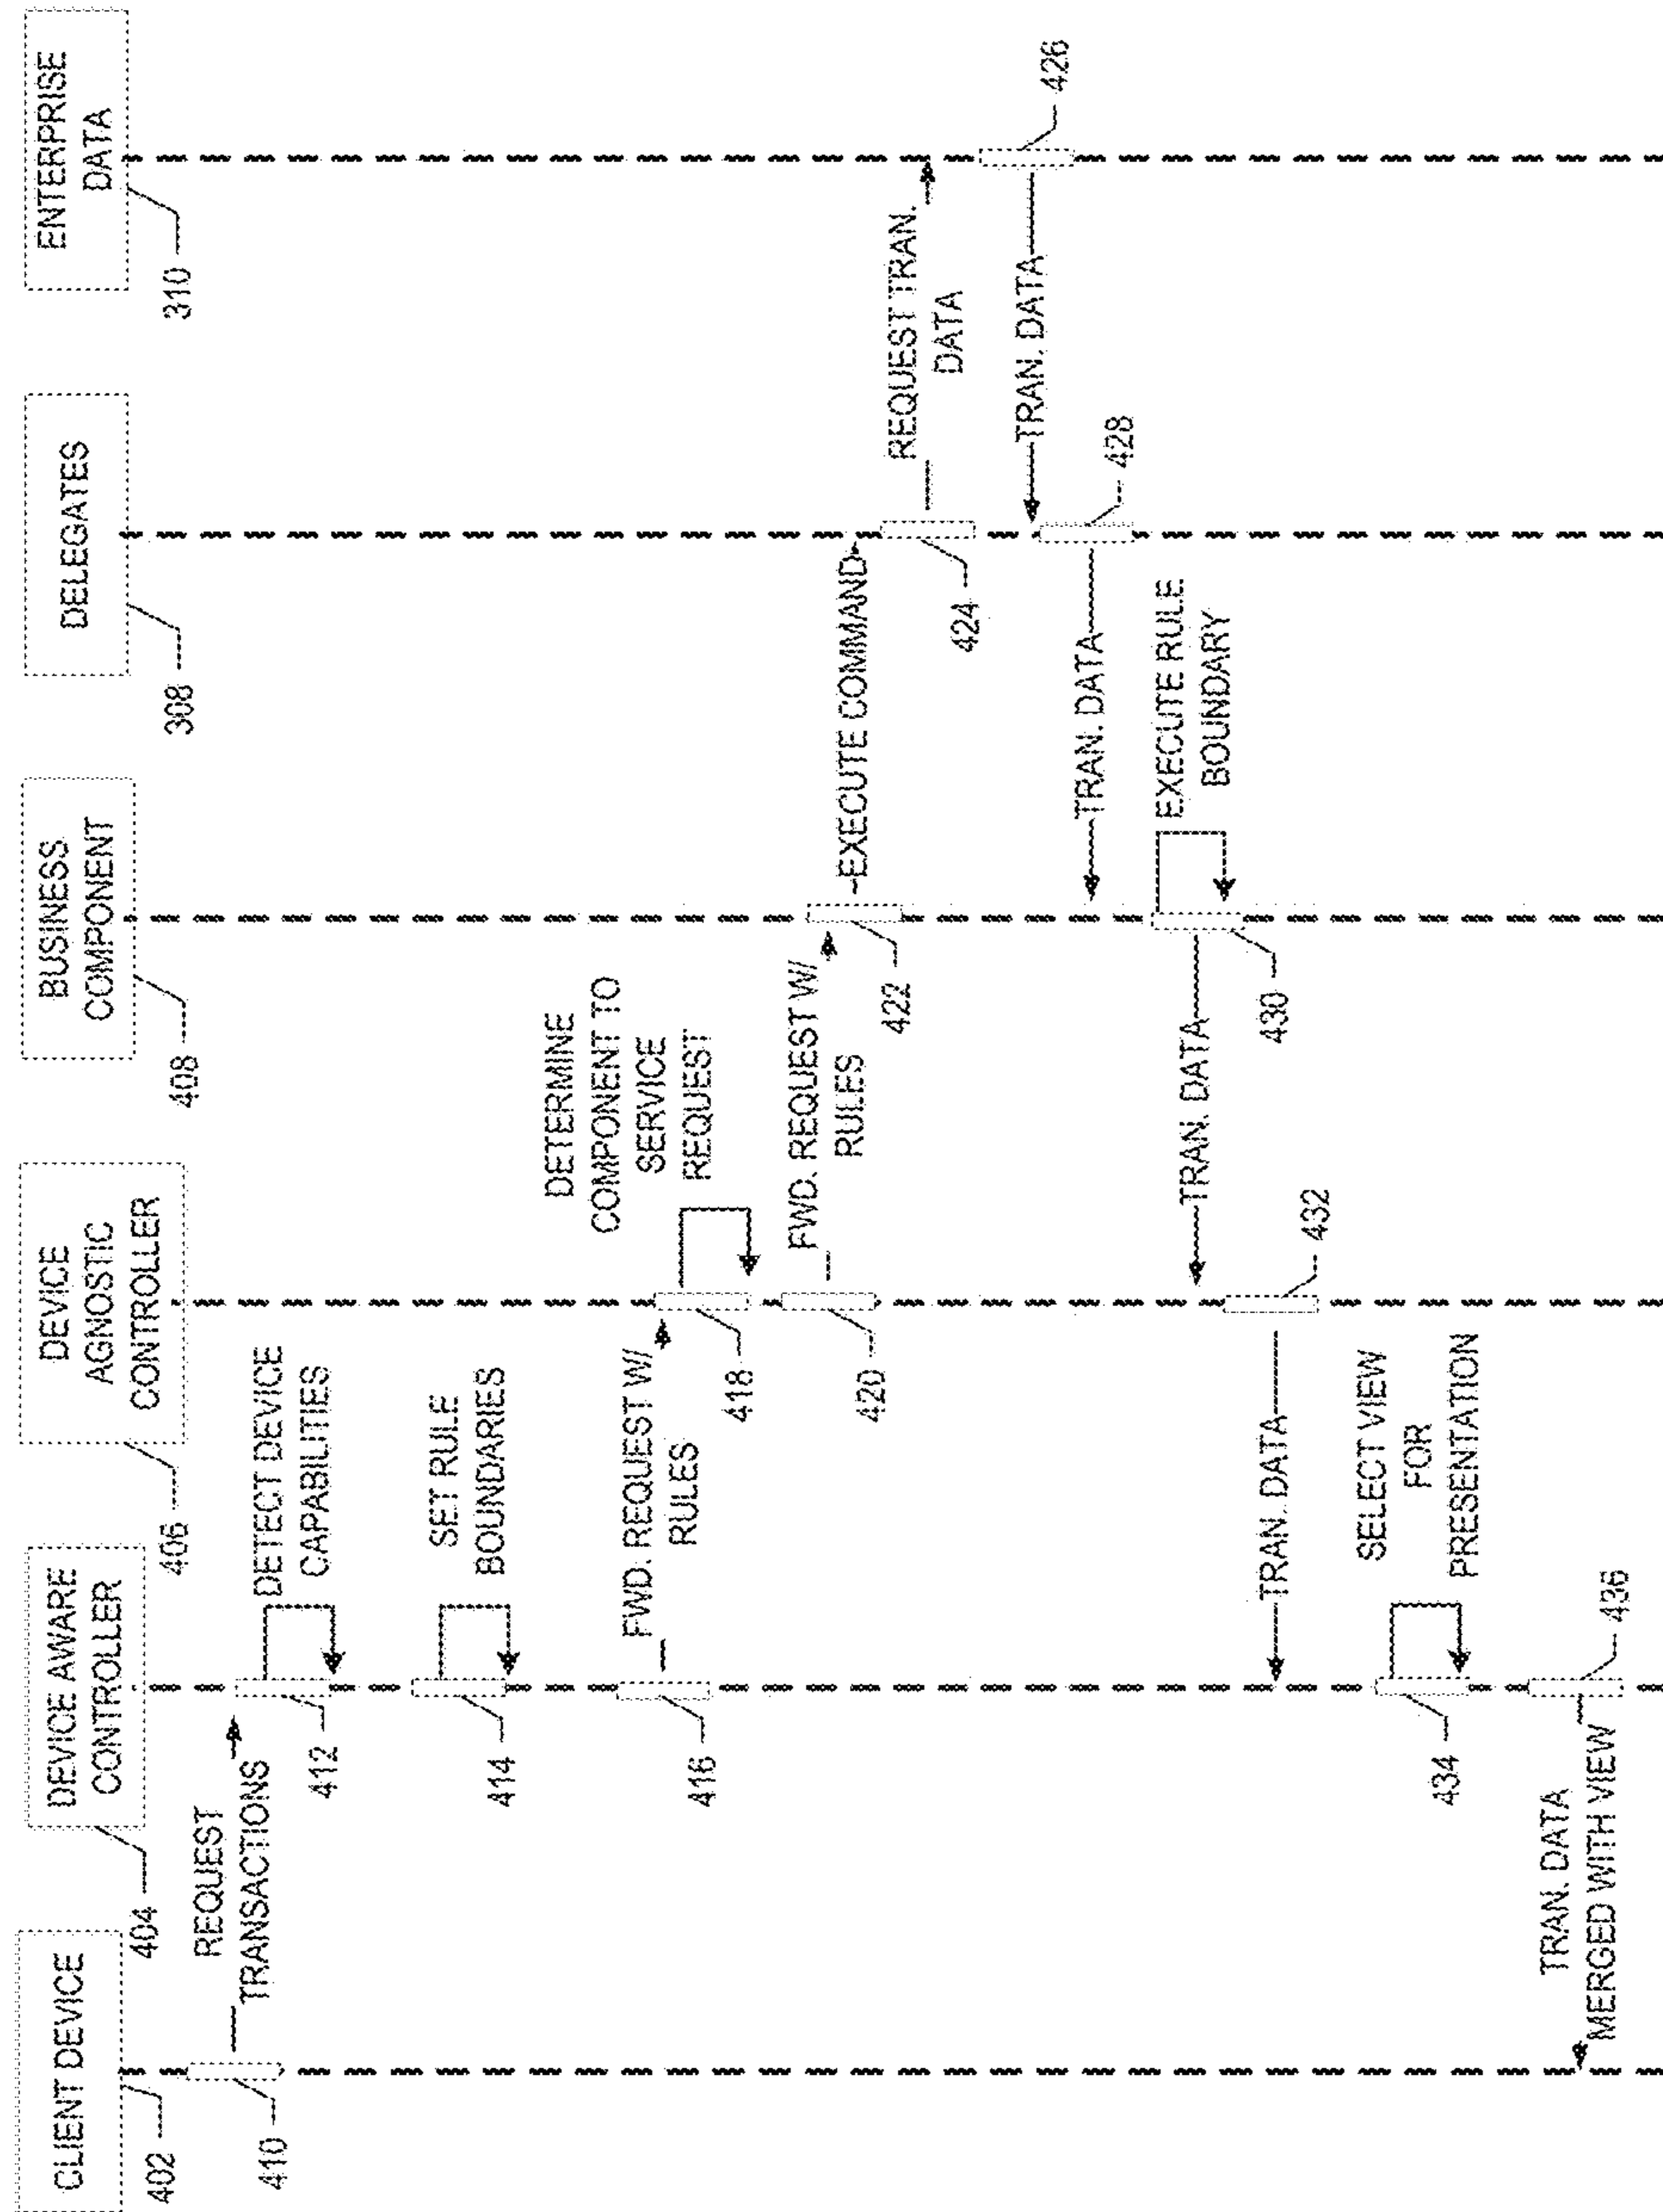 CLIENT DEVICE
402
DEVICE AWARE
CONTROLLER
404
DEVICE
AGNOSTIC
CONTROLLER
406
BUSINESS
COMPONENT
408
DELEGATES
308
ENTERPRISE
DATA
310
410
REQUEST
TRANSACTIONS
412
DETECT DEVICE
CAPABILITIES
414
SET RULE
BOUNDARIES
416
FWD. REQUEST W/
RULES
418
DETERMINE
COMPONENT TO
SERVICE
REQUEST
420
FWD. REQUEST W/
RULES
422
EXECUTE COMMAND
424
REQUEST TRAN.
DATA
426
TRAN. DATA
428
TRAN. DATA
EXECUTE RULE
BOUNDARY
430
TRAN. DATA
432
TRAN. DATA
SELECT VIEW
FOR
PRESENTATION
434
436
TRAN. DATA
MERGED WITH VIEW